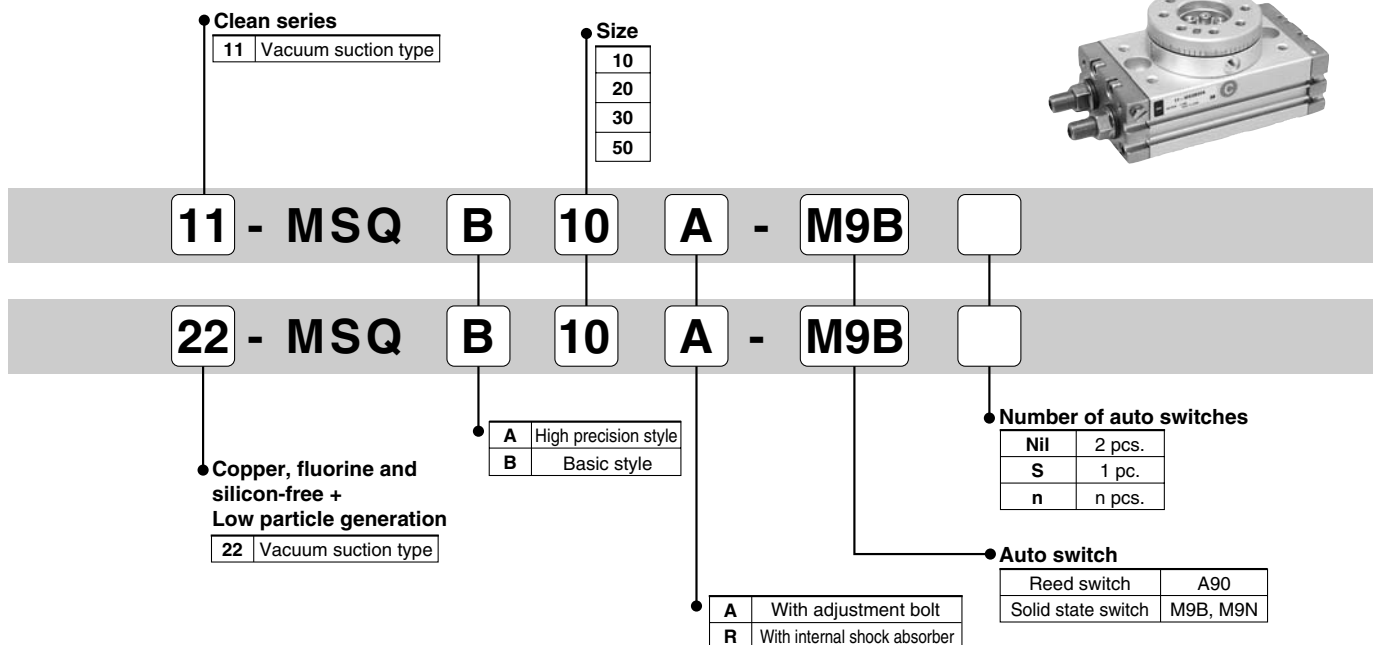 Clean series
11 Vacuum suction type
Size
10
20
30
50
11 - MSQ B 10 A - M9B
22 - MSQ B 10 A - M9B
Copper, fluorine and
silicon-free +
Low particle generation
22 Vacuum suction type
A High precision style
B Basic style
A With adjustment bolt
R With internal shock absorber
Number of auto switches
Nil 2 pcs.
S 1 pc.
n n pcs.
Auto switch
Reed switch A90
Solid state switch M9B, M9N